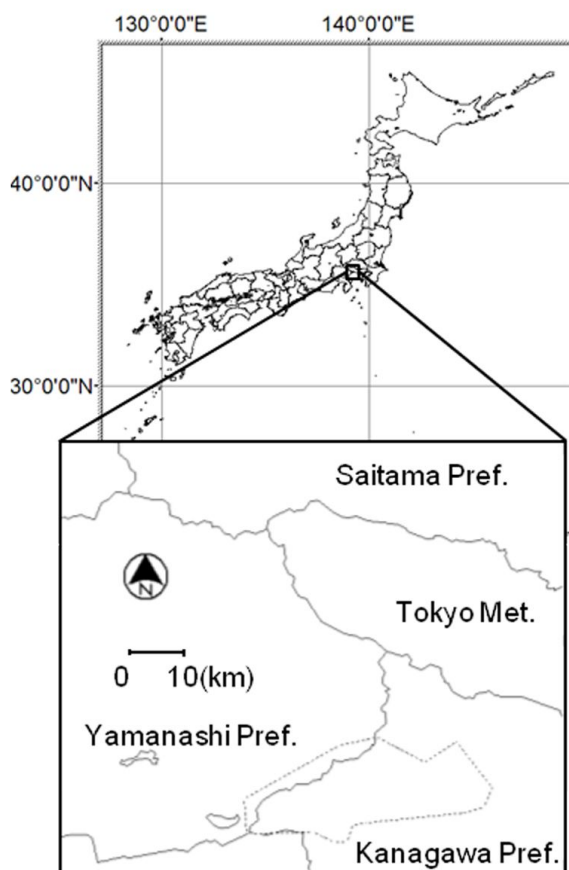 130°0'0"E 140°0'0"E
40°0'0"N
30°0'0"N
Saitama Pref.
N
Tokyo Met.
0 10(km)
Yamanashi Pref.
Kanagawa Pref.